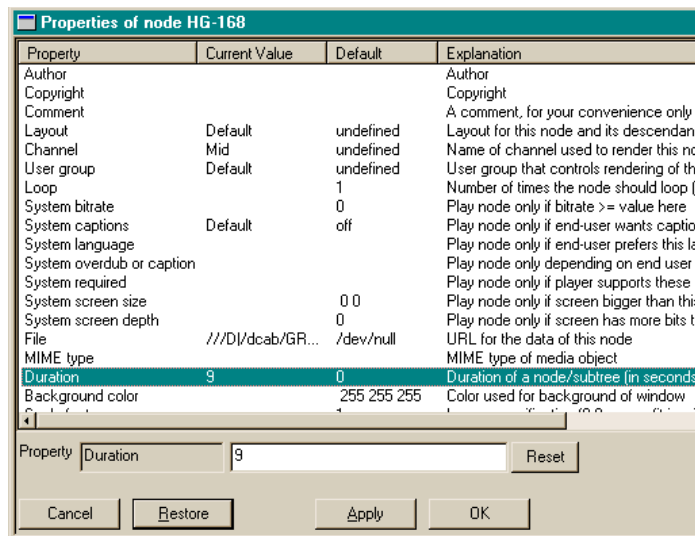 Properties of node HG-168
Property Current Value Default Explanation
Author Author
Copyright Copyright
Comment A comment, for your convenience only
Layout Default undefined Layout for this node and its descendan
Channel Mid undefined Name of channel used to render this no
User group Default undefined User group that controls rendering of th
Loop 1 Number of times the node should loop (
System bitrate 0 Play node only if bitrate >= value here
System captions Default off Play node only if end-user wants captio
System language Play node only if end-user prefers this la
System overdub or caption Play node only depending on end user
System required Play node only if player supports these
System screen size 0 0 Play node only if screen bigger than this
System screen depth 0 Play node only if screen has more bits t
File ///D|/dcab/GR... /dev/null URL for the data of this node
MIME type MIME type of media object
Duration 9 0 Duration of a node/subtree (in seconds
Background color 255 255 255 Color used for background of window
Property Duration 9 Reset
Cancel Restore Apply OK